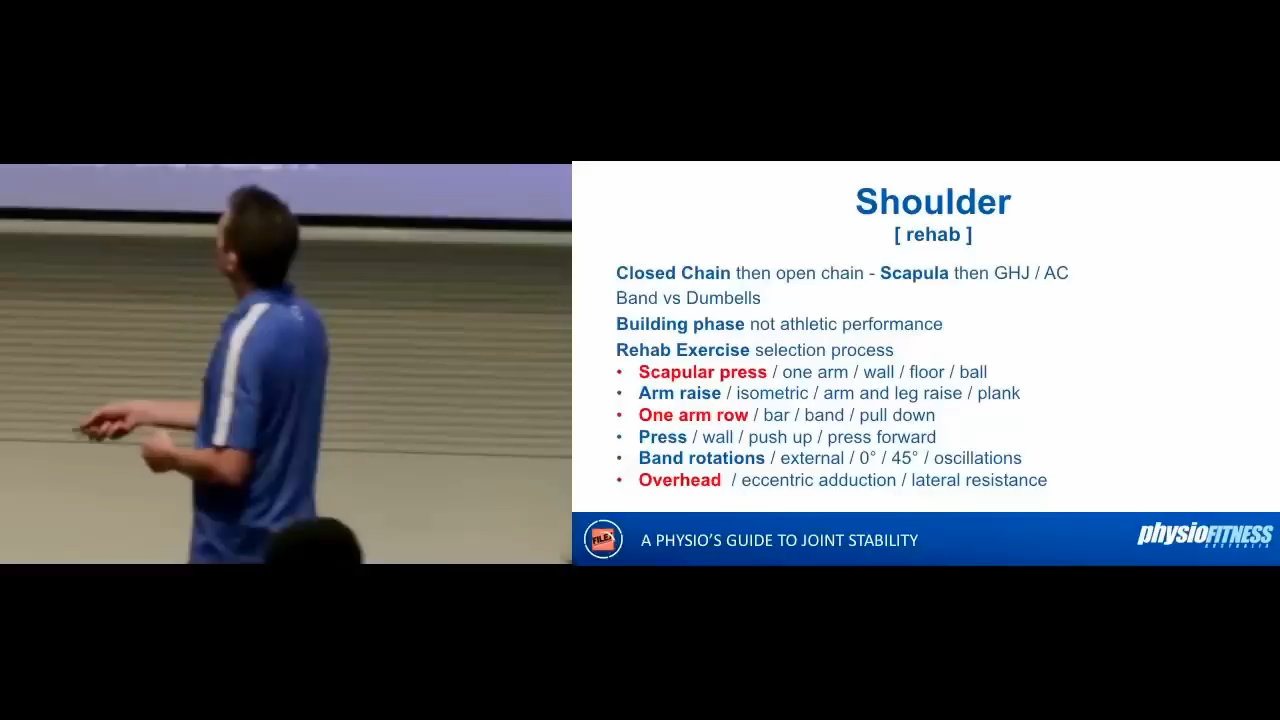 Shoulder
[ rehab ]
Closed Chain then open chain - Scapula then GHJ / AC
Band vs Dumbells
Building phase not athletic performance
Rehab Exercise selection process
• Scapular press / one arm / wall / floor / ball
• Arm raise / isometric / arm and leg raise / plank
• One arm row / bar / band / pull down
• Press / wall / push up / press forward
• Band rotations / external / 0° / 45° / oscillations
• Overhead / eccentric adduction / lateral resistance
FILEX
A PHYSIO'S GUIDE TO JOINT STABILITY
physioFITNESS
AUSTRALIA